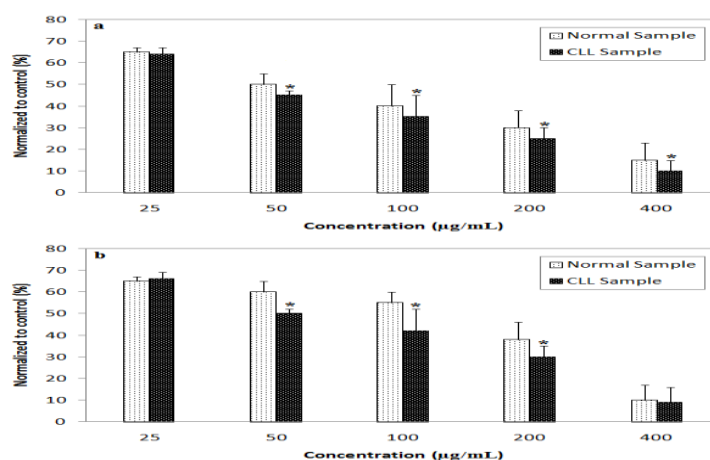 80
a
Normal Sample
CLL Sample
70
60
50
40
30
20
10
0
Normalized to control (%)
* * * *
25 50 100 200 400
Concentration (µg/mL)
80
b
Normal Sample
CLL Sample
70
60
50
40
30
20
10
0
Normalized to control (%)
* * *
25 50 100 200 400
Concentration (µg/mL)